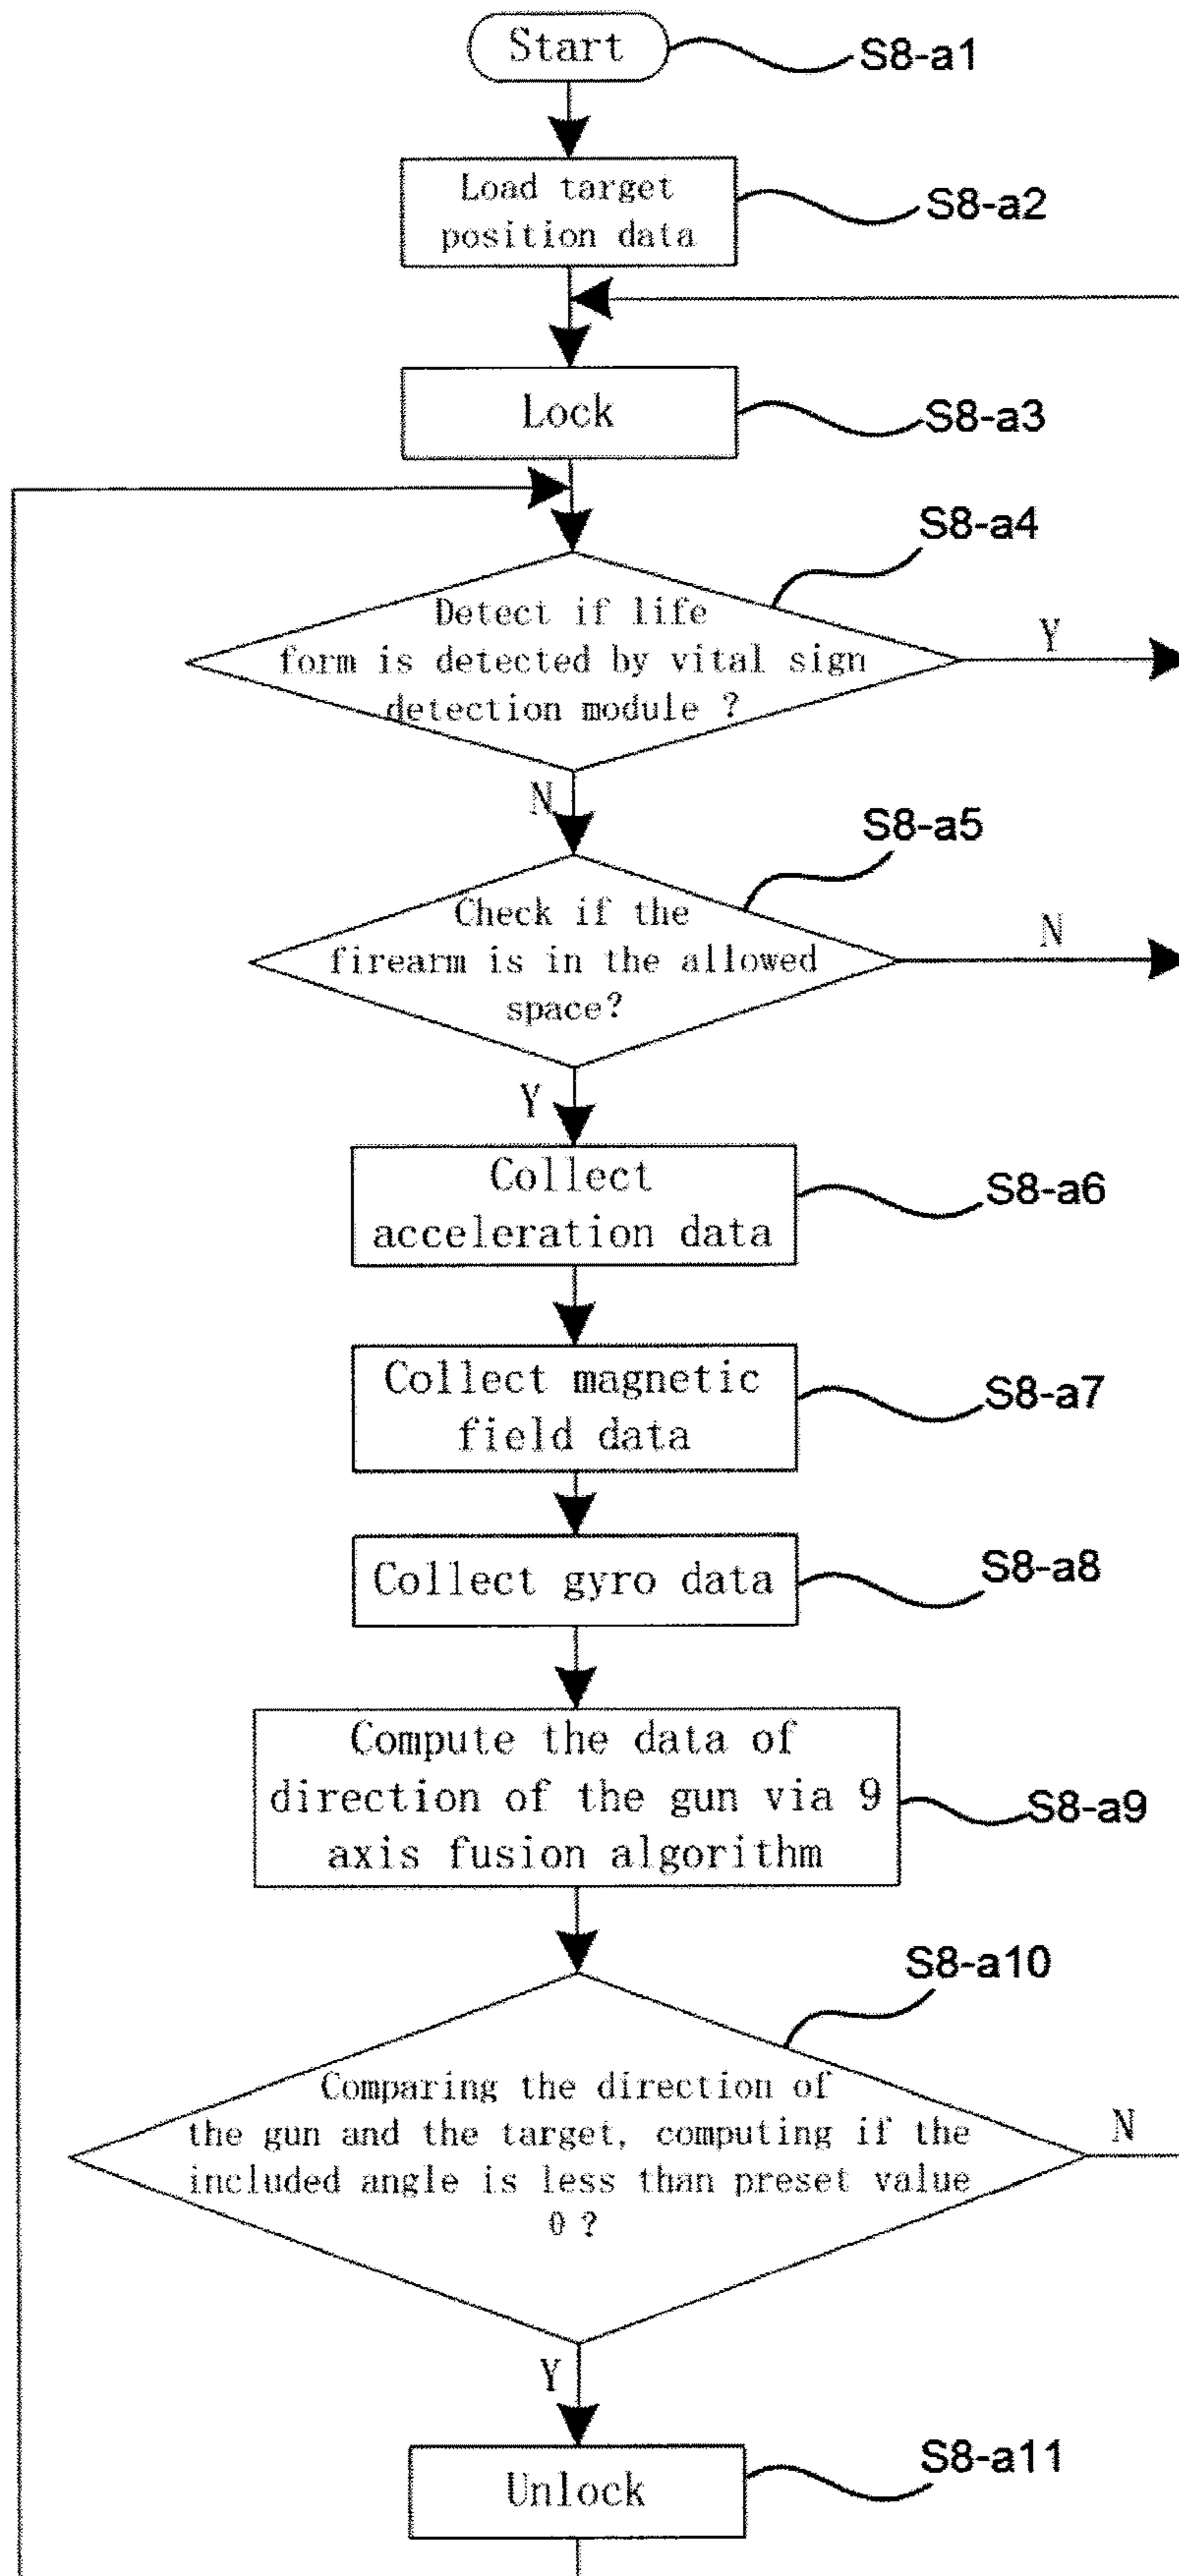 Start
S8-a1
Load target
position data
S8-a2
Lock
S8-a3
S8-a4
Detect if life
form is detected by vital sign
detection module ?
Y
N
S8-a5
Check if the
firearm is in the allowed
space?
N
Y
Collect
acceleration data
S8-a6
Collect magnetic
field data
S8-a7
Collect gyro data
S8-a8
Compute the data of
direction of the gun via 9
axis fusion algorithm
S8-a9
S8-a10
Comparing the direction of
the gun and the target, computing if the
included angle is less than preset value
θ ?
N
Y
Unlock
S8-a11